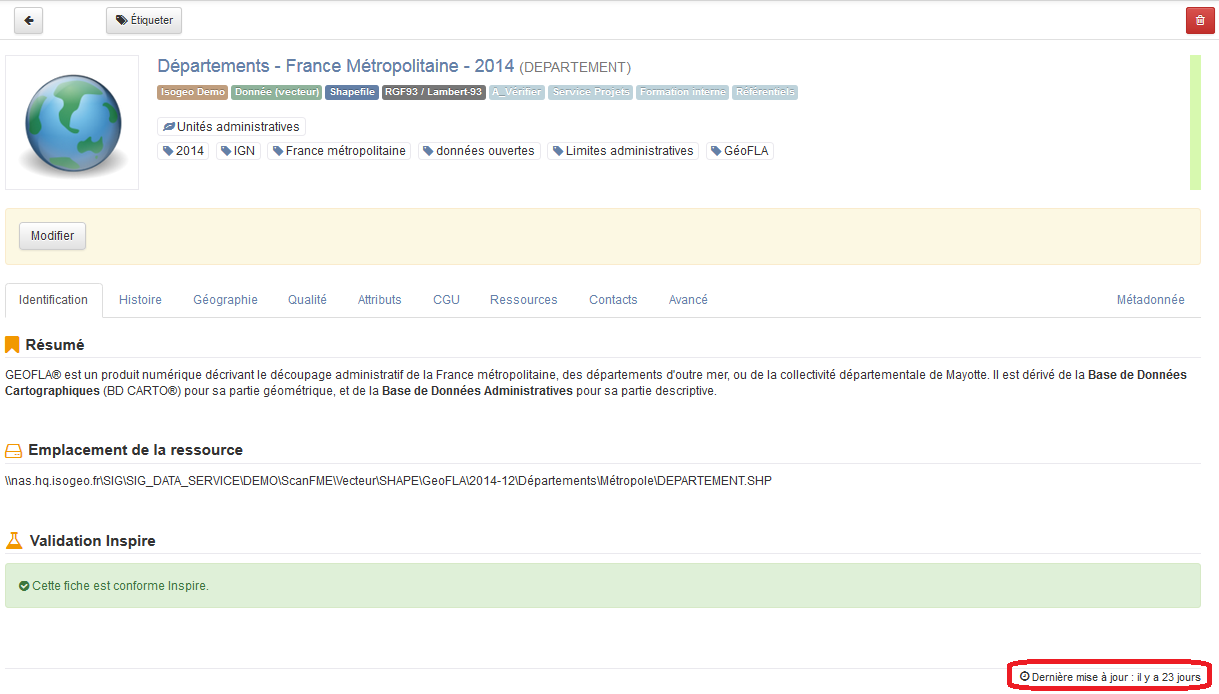 Étiqueter
Départements - France Métropolitaine - 2014 (DEPARTEMENT)
Isogeo Demo Donnée (vecteur) Shapefile RGF93 / Lambert-93 A_Vérifier Service Projets Formation interne Référentiels
Unités administratives
2014 IGN France métropolitaine données ouvertes Limites administratives GéoFLA
Modifier
Identification Histoire Géographie Qualité Attributs CGU Ressources Contacts Avancé Métadonnée
Résumé
GEOFLA® est un produit numérique décrivant le découpage administratif de la France métropolitaine, des départements d'outre mer, ou de la collectivité départementale de Mayotte. Il est dérivé de la Base de Données
Cartographiques (BD CARTO®) pour sa partie géométrique, et de la Base de Données Administratives pour sa partie descriptive.
Emplacement de la ressource
\\nas.hq.isogeo.fr\SIG\SIG_DATA_SERVICE\DEMO\ScanFME\Vecteur\SHAPE\GeoFLA\2014-12\Départements\Métropole\DEPARTEMENT.SHP
Validation Inspire
Cette fiche est conforme Inspire.
Dernière mise à jour : il y a 23 jours